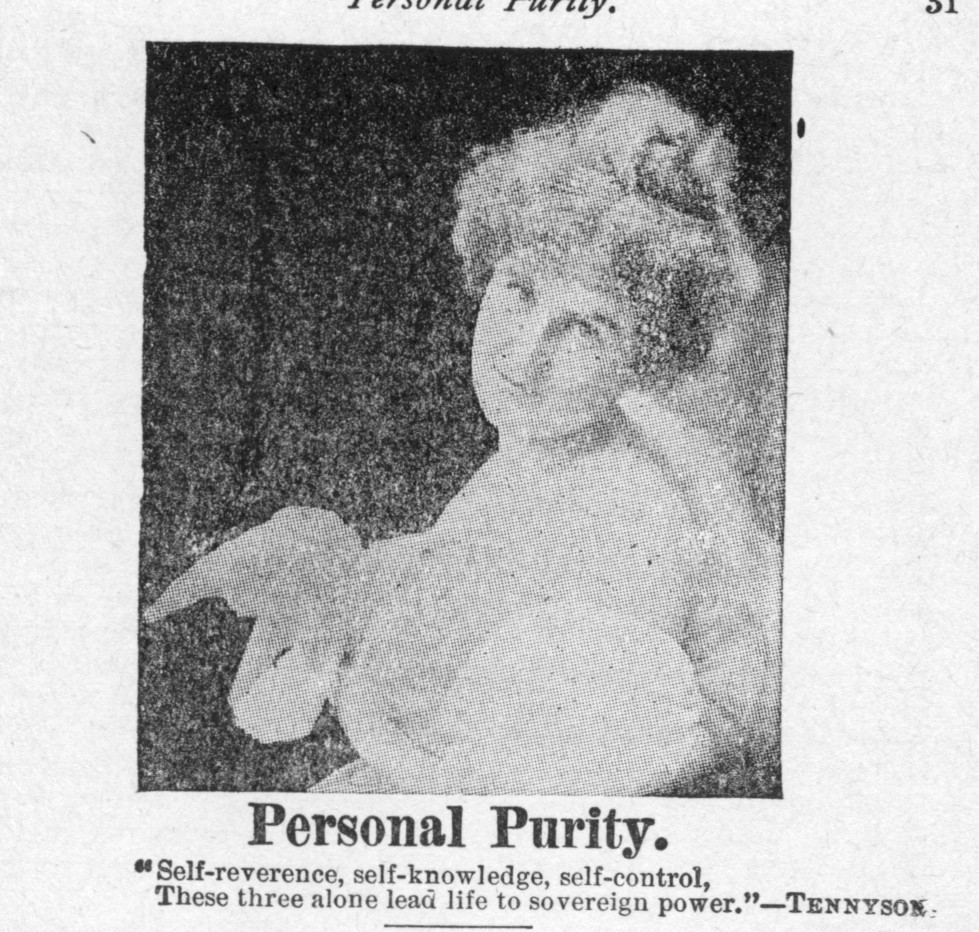 Personal Purity.
31
Personal Purity.
“Self-reverence, self-knowledge, self-control,
These three alone lead life to sovereign power.”—TENNYSON.